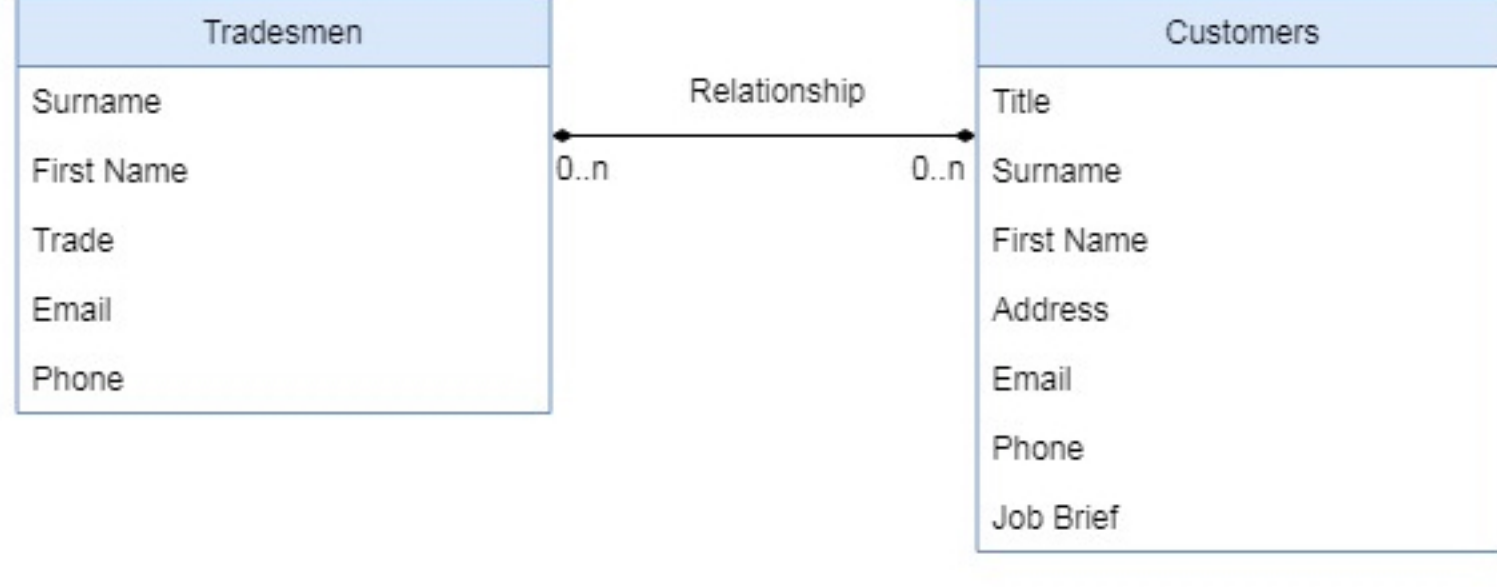 Tradesmen
Surname
First Name
Trade
Email
Phone
Relationship
0..n
0..n
Customers
Title
Surname
First Name
Address
Email
Phone
Job Brief